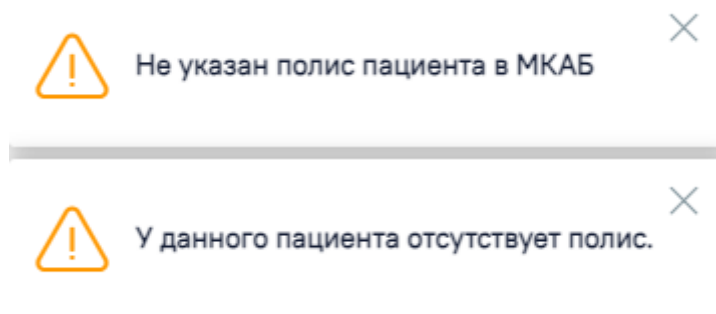 Не указан полис пациента в МКАБ
У данного пациента отсутствует полис.